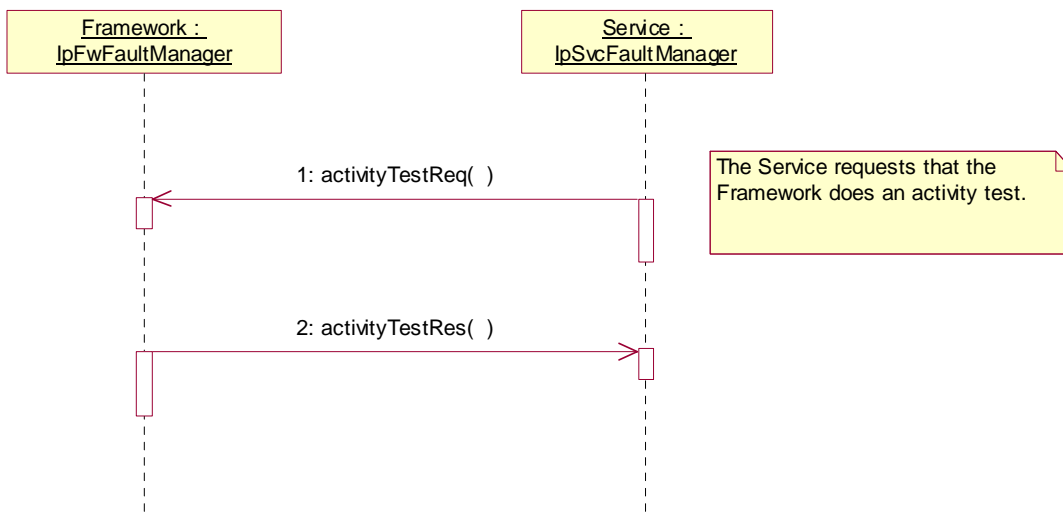 Framework :
IpFwFaultManager
Service :
IpSvcFaultManager
1: activityTestReq( )
The Service requests that the
Framework does an activity test.
2: activityTestRes( )